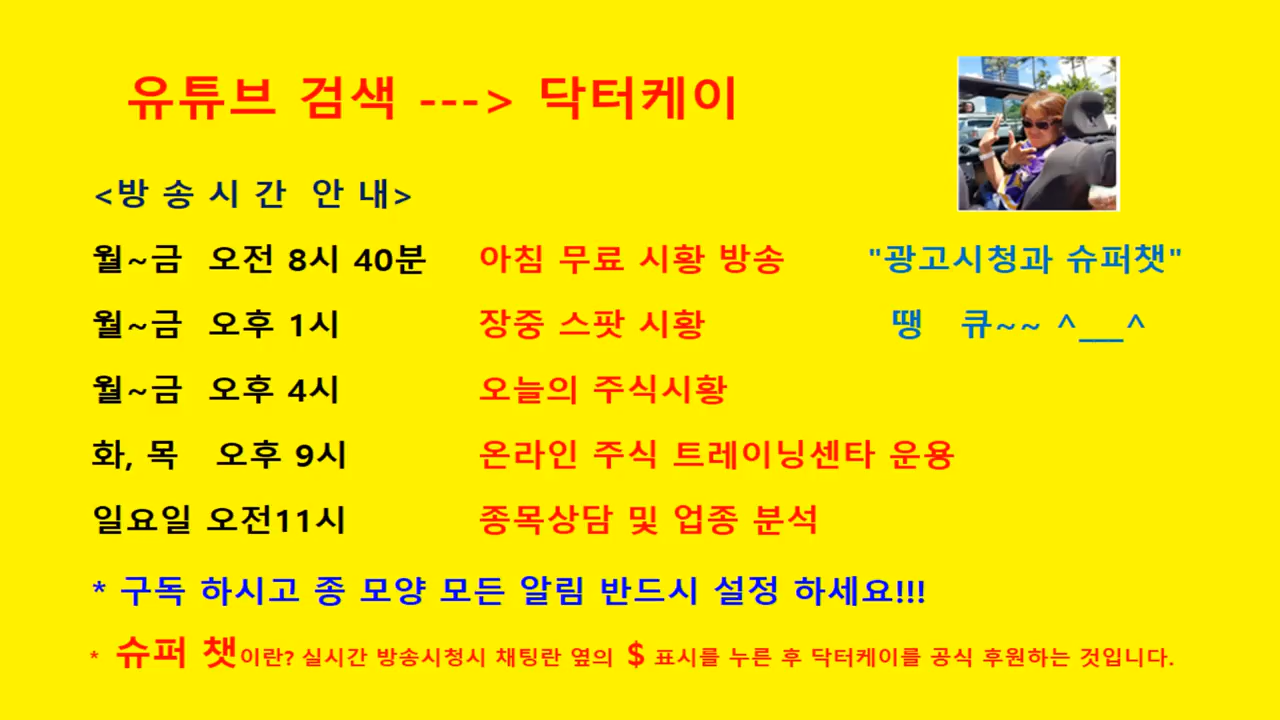 유튜브 검색 ---> 닥터케이
<방 송 시 간 안 내>
월~금 오전 8시 40분 아침 무료 시황 방송 "광고시청과 슈퍼챗"
월~금 오후 1시 장중 스팟 시황 땡 큐~~ ^___^
월~금 오후 4시 오늘의 주식시황
화, 목 오후 9시 온라인 주식 트레이닝센타 운용
일요일 오전11시 종목상담 및 업종 분석
* 구독 하시고 종 모양 모든 알림 반드시 설정 하세요!!!
* 슈퍼 챗이란? 실시간 방송시청시 채팅란 옆의 $ 표시를 누른 후 닥터케이를 공식 후원하는 것입니다.